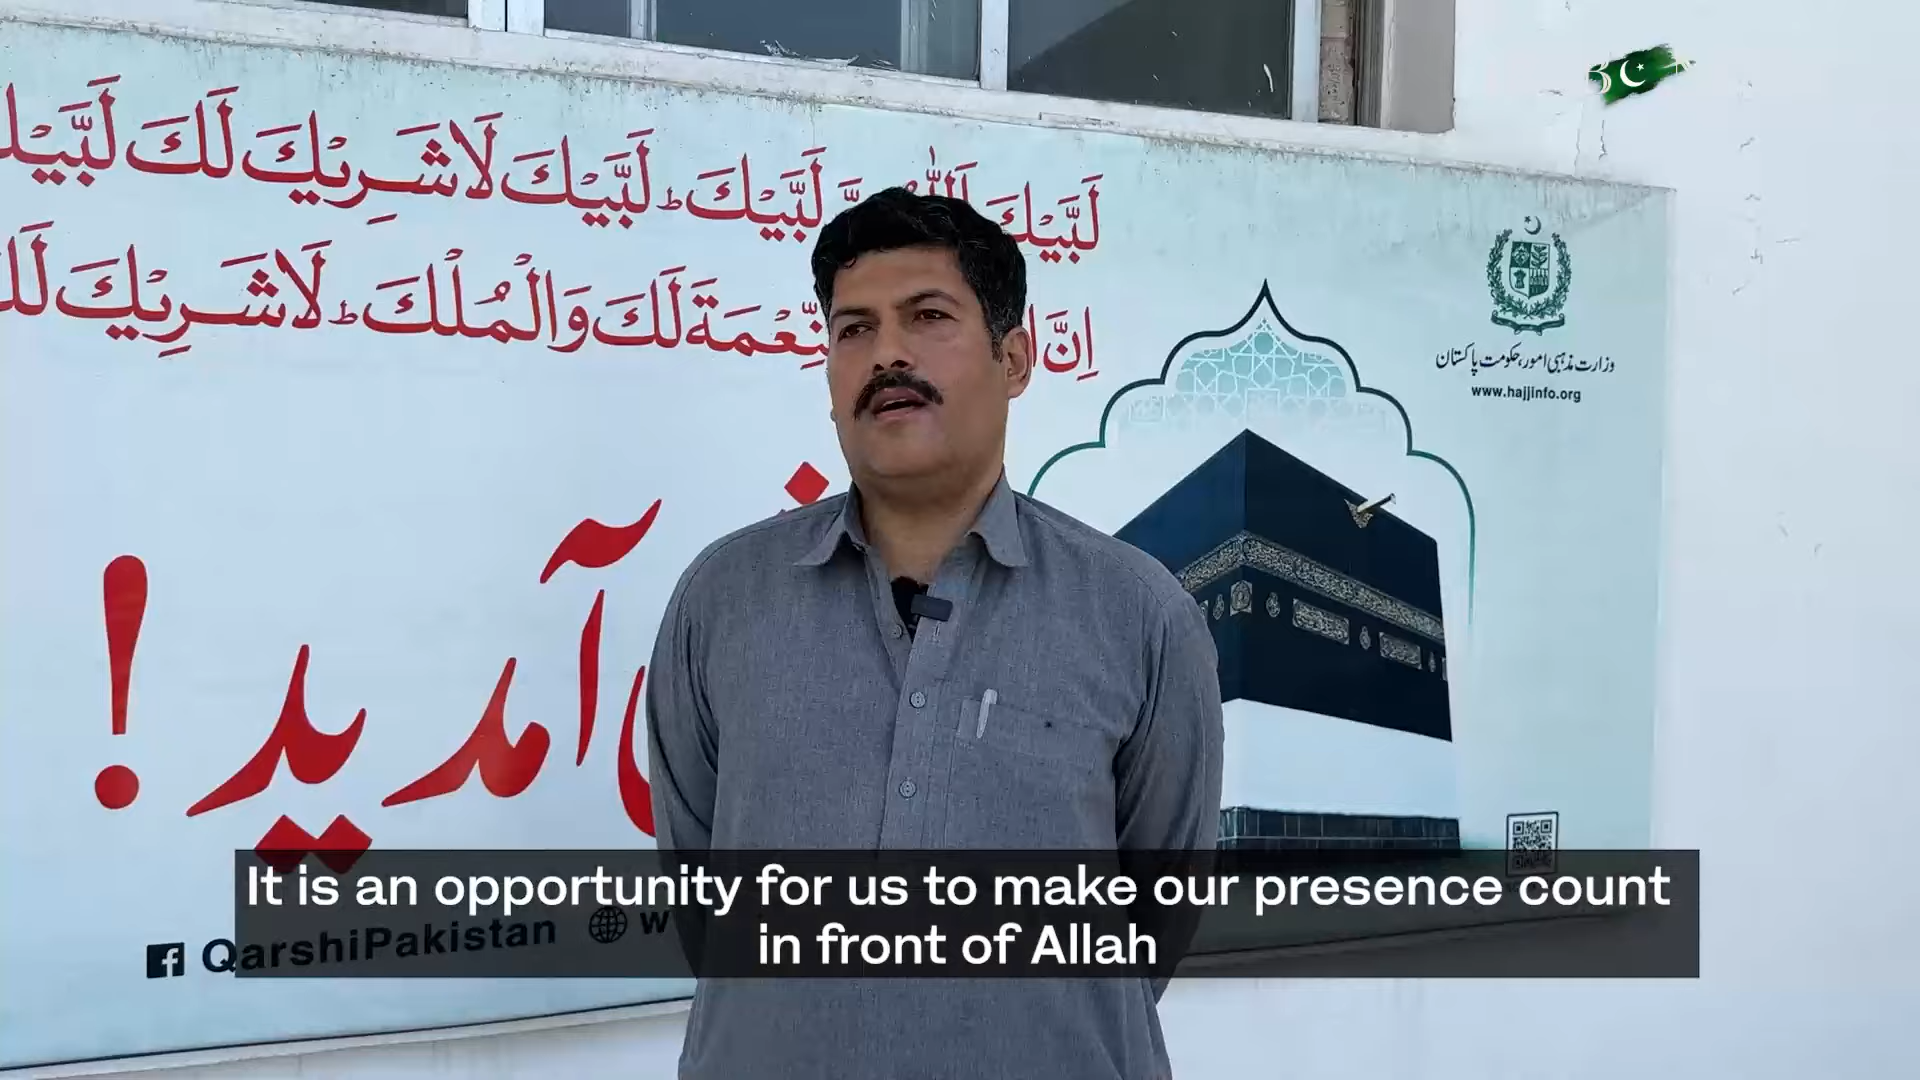 لَبَّيْكَ لَبَّيْكَ ط لَبَّيْكَ لَاشَرِيْكَ لَكَ
اِنَّ لَكَ وَالْمُلْكَ ط لَاشَرِيْكَ
وزارت مذہبی امور، حکومت پاکستان
www.hajjinfo.org
آمدید!
QarshiPakistan
It is an opportunity for us to make our presence count
in front of Allah